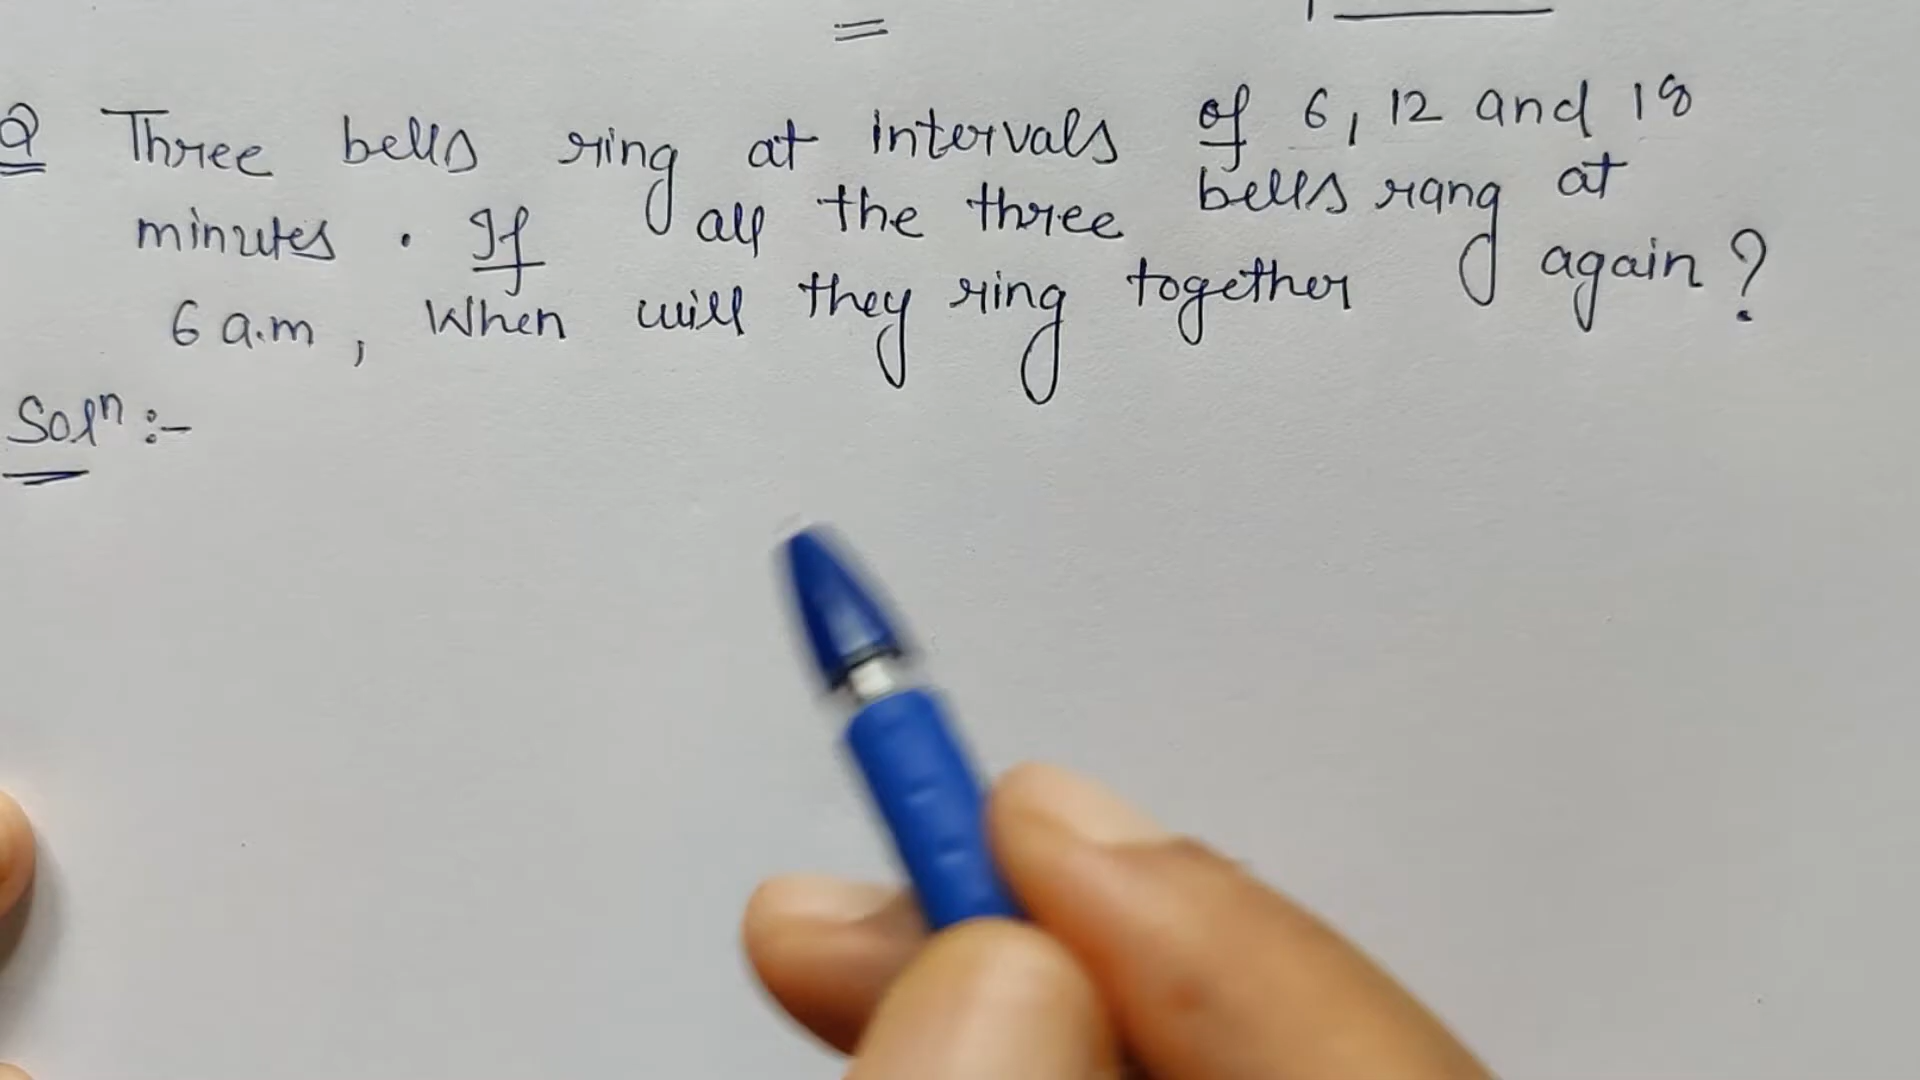 =
Q Three bells ring at intervals of 6, 12 and 18
minutes. If all the three bells rang at
6 a.m, When will they ring together again?
Solⁿ :-